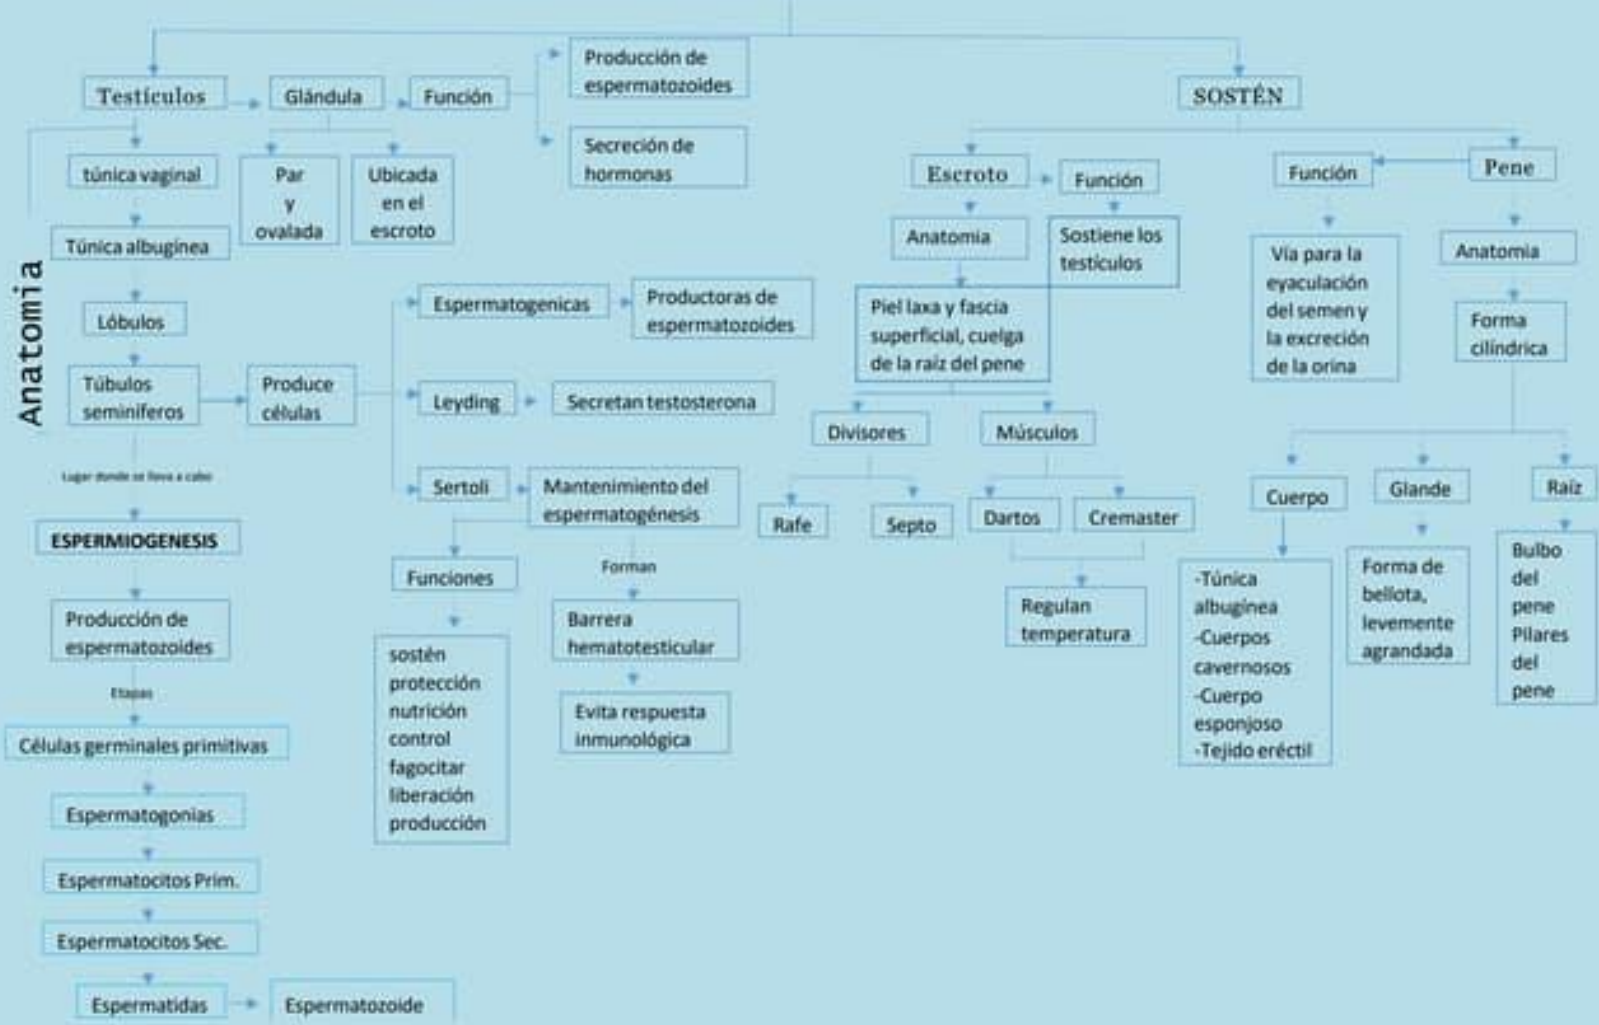 Testículos
Glándula
Función
Producción de
espermatozoides
Secreción de
hormonas
Par
y
ovalada
Ubicada
en el
escroto
Anatomia
túnica vaginal
Túnica albugínea
Lóbulos
Túbulos
seminíferos
Produce
células
Espermatogenicas
Productoras de
espermatozoides
Leyding
Secretan testosterona
Sertoli
Mantenimiento del
espermatogénesis
Funciones
sostén
protección
nutrición
control
fagocitar
liberación
producción
Forman
Barrera
hematotesticular
Evita respuesta
inmunológica
Lugar donde se lleva a cabo
ESPERMIOGENESIS
Producción de
espermatozoides
Etapas
Células germinales primitivas
Espermatogonias
Espermatocitos Prim.
Espermatocitos Sec.
Espermatidas
Espermatozoide
SOSTÉN
Escroto
Función
Sostiene los
testículos
Anatomia
Piel laxa y fascia
superficial, cuelga
de la raíz del pene
Divisores
Rafe
Septo
Músculos
Dartos
Cremaster
Regulan
temperatura
Pene
Función
Vía para la
eyaculación
del semen y
la excreción
de la orina
Anatomia
Forma
cilíndrica
Cuerpo
-Túnica
albugínea
-Cuerpos
cavernosos
-Cuerpo
esponjoso
-Tejido eréctil
Glande
Forma de
bellota,
levemente
agrandada
Raíz
Bulbo
del
pene
Pilares
del
pene